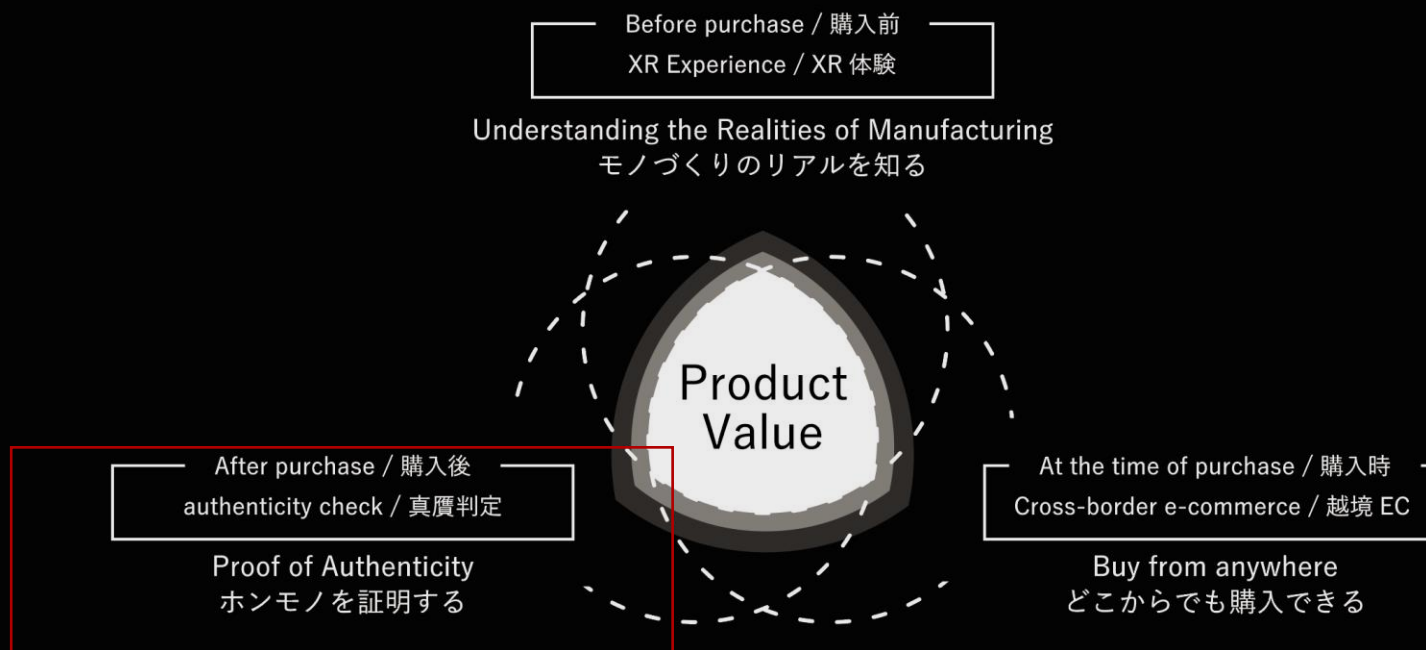 Before purchase / 購入前
XR Experience / XR 体験
Understanding the Realities of Manufacturing
モノづくりのリアルを知る
Product
Value
After purchase / 購入後
authenticity check / 真贋判定
Proof of Authenticity
ホンモノを証明する
At the time of purchase / 購入時
Cross-border e-commerce / 越境 EC
Buy from anywhere
どこからでも購入できる